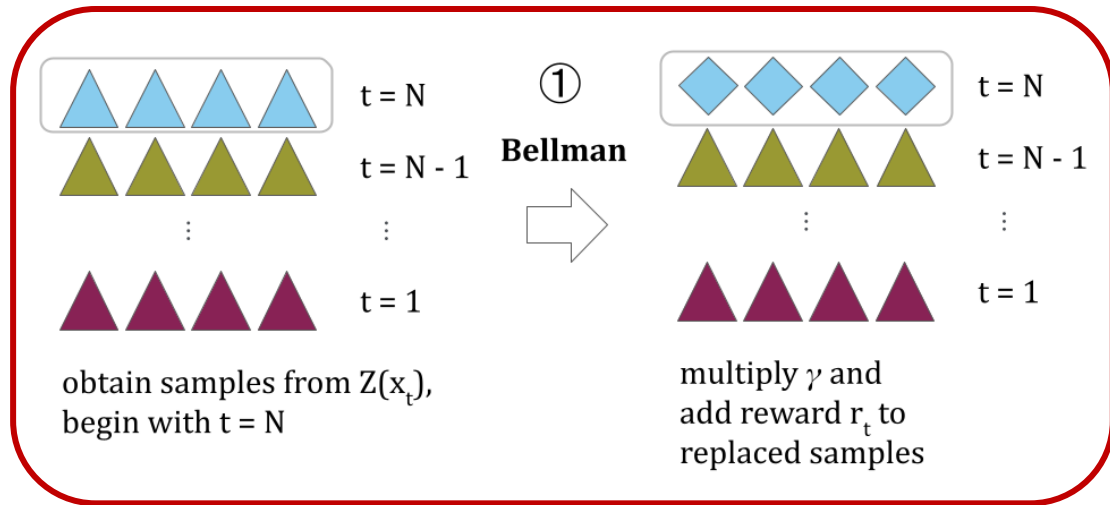 t = N
t = N - 1
⋮ ⋮
t = 1
obtain samples from Z(xₜ),
begin with t = N
①
Bellman
t = N
t = N - 1
⋮ ⋮
t = 1
multiply γ and
add reward rₜ to
replaced samples